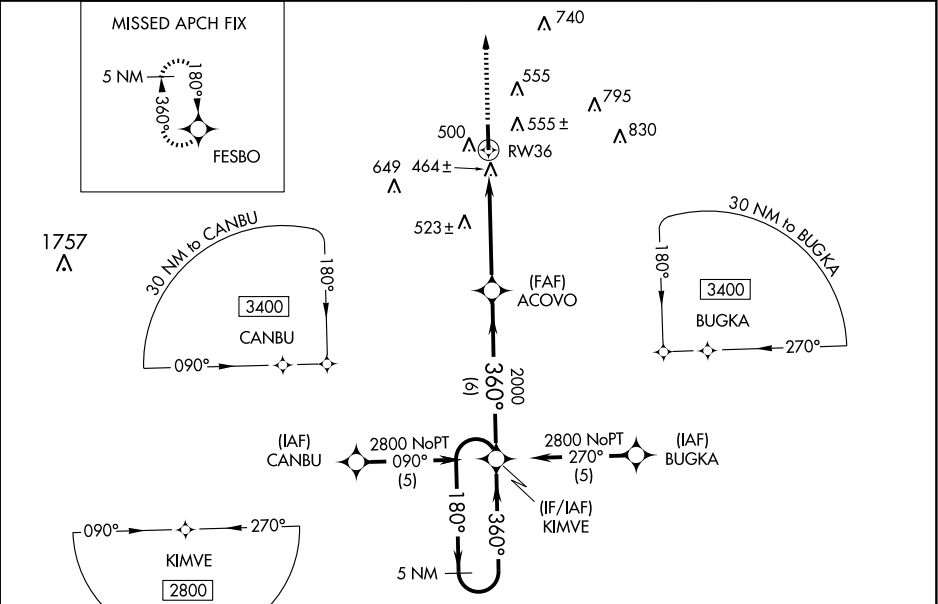 MISSED APCH FIX
5 NM
180°
360°
FESBO
740
555
795
555 ±
830
500
RW36
649
464 ±
523 ±
1757
30 NM to CANBU
180°
3400
CANBU
090°
30 NM to BUGKA
180°
3400
BUGKA
270°
(FAF)
ACOVO
2000
360°
(6)
(IAF)
CANBU
2800 NoPT
090°
(5)
2800 NoPT
270°
(5)
(IAF)
BUGKA
(IF/IAF)
KIMVE
180°
360°
5 NM
090°
270°
KIMVE
2800